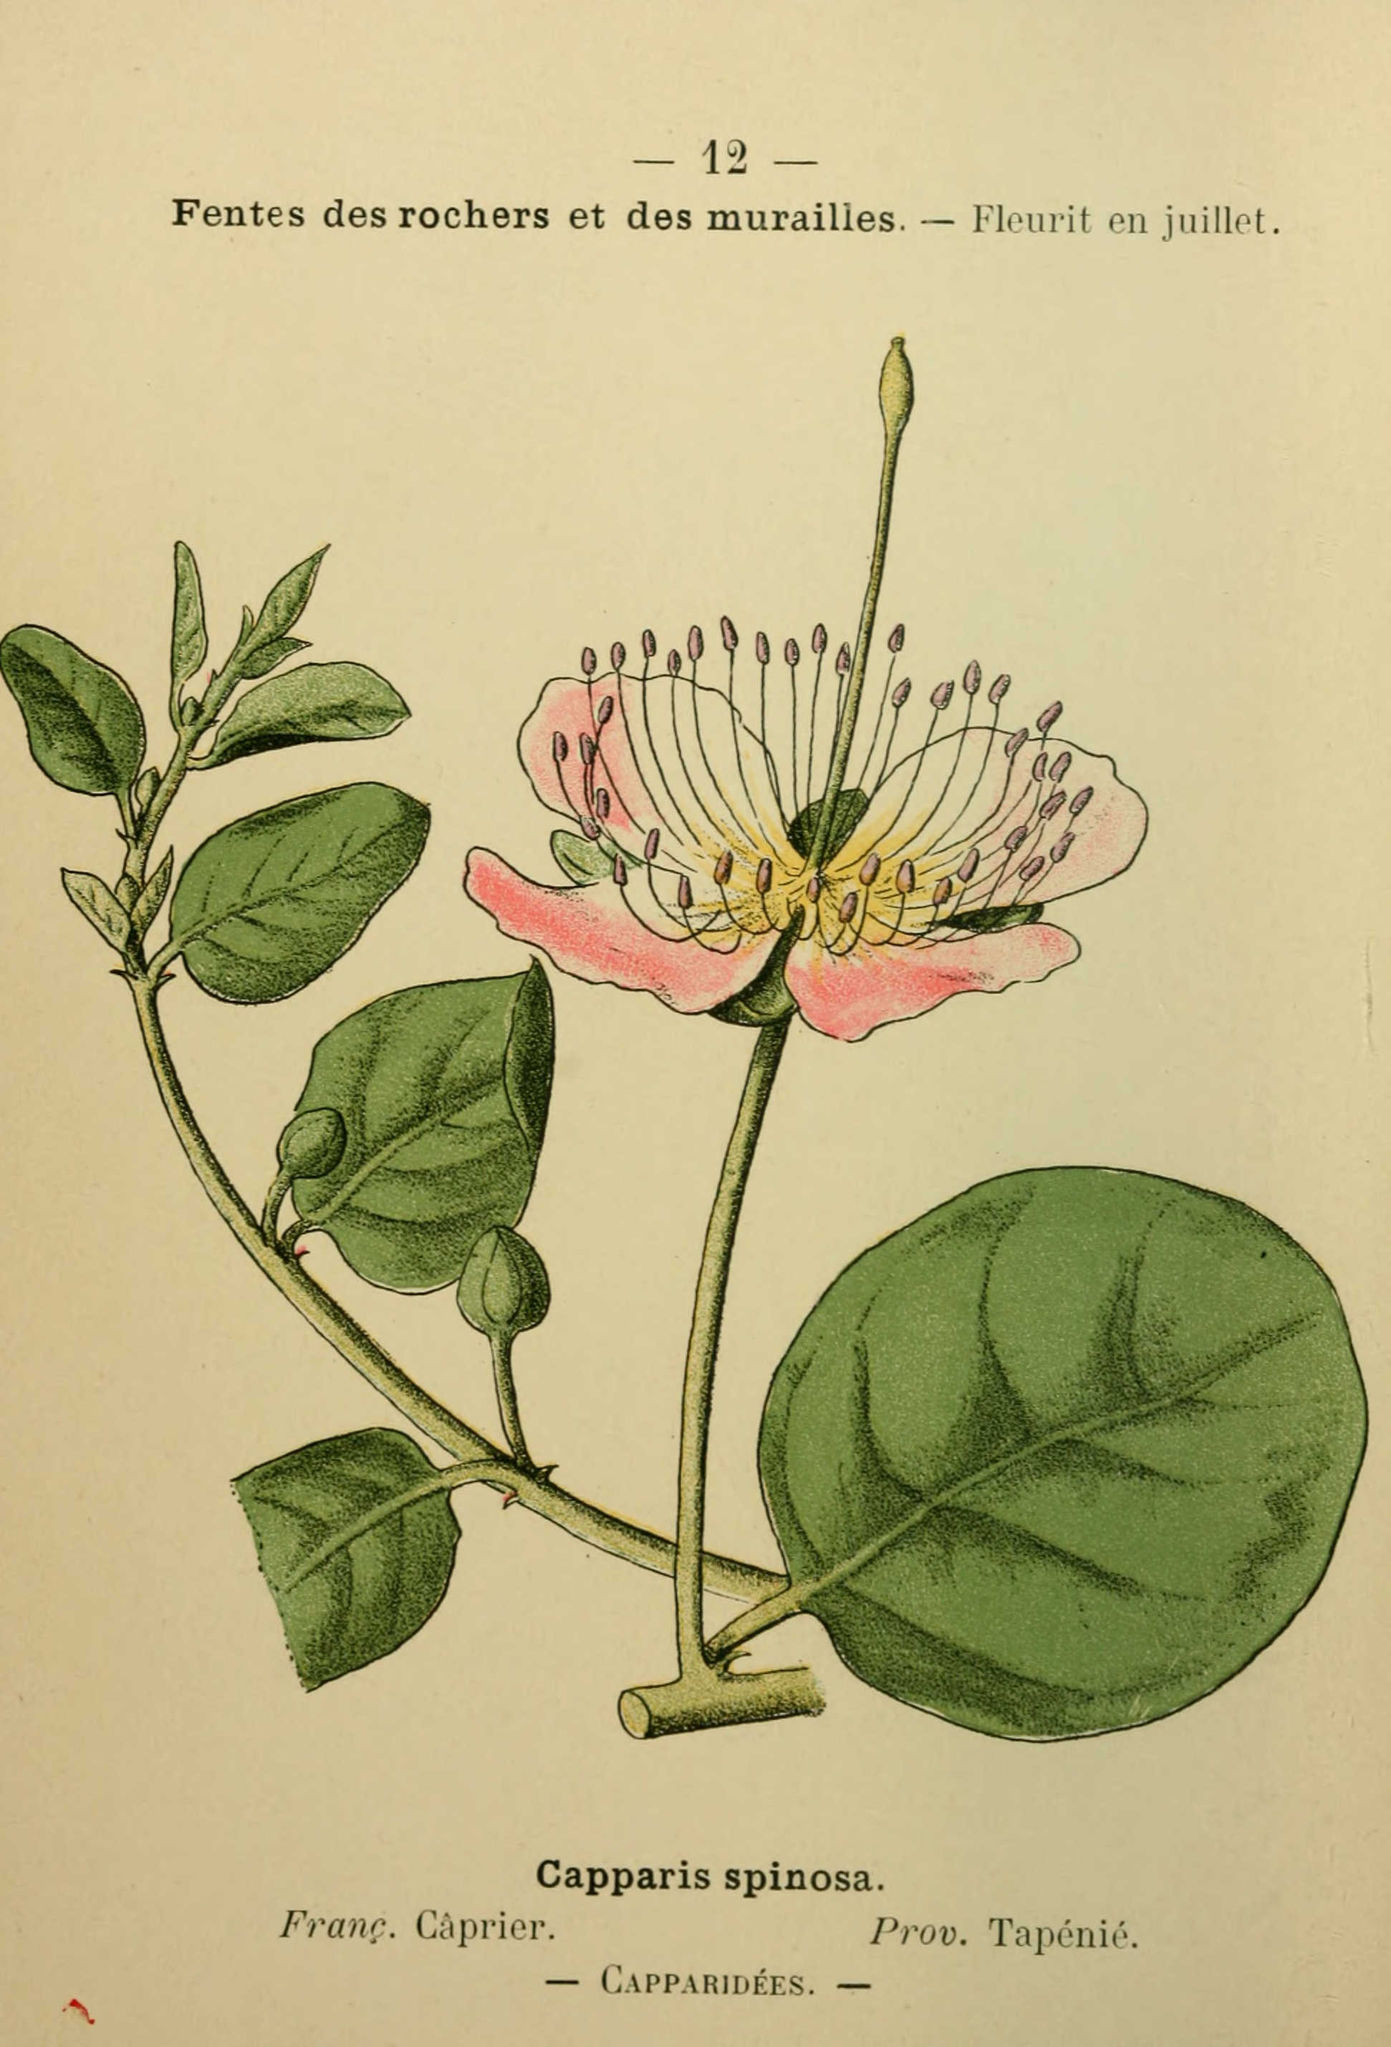 — 12 —
Fentes des rochers et des murailles. — Fleurit en juillet.
Capparis spinosa.
Franç. Câprier.
Prov. Tapénié.
— CAPPARIDÉES. —